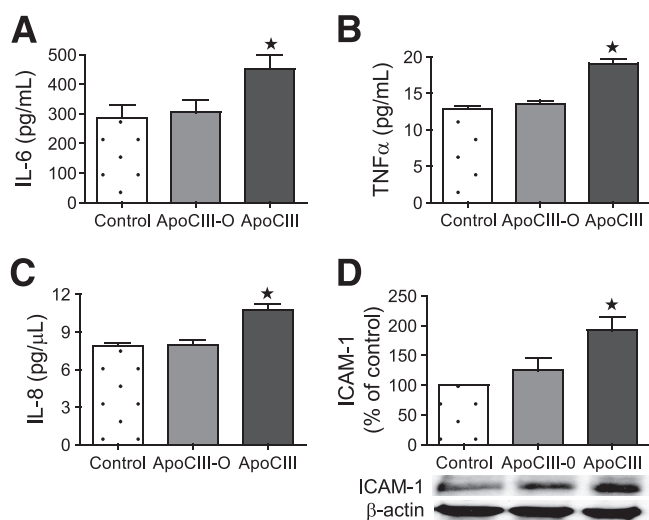 A
IL-6 (pg/mL)
500
400
300
200
100
0
Control ApoCIII-O ApoCIII
★
B
TNFα (pg/mL)
20
15
10
5
0
Control ApoCIII-O ApoCIII
★
C
IL-8 (pg/μL)
12
9
6
3
0
Control ApoCIII-O ApoCIII
★
D
ICAM-1
(% of control)
250
200
150
100
50
0
Control ApoCIII-0 ApoCIII
★
ICAM-1
β-actin